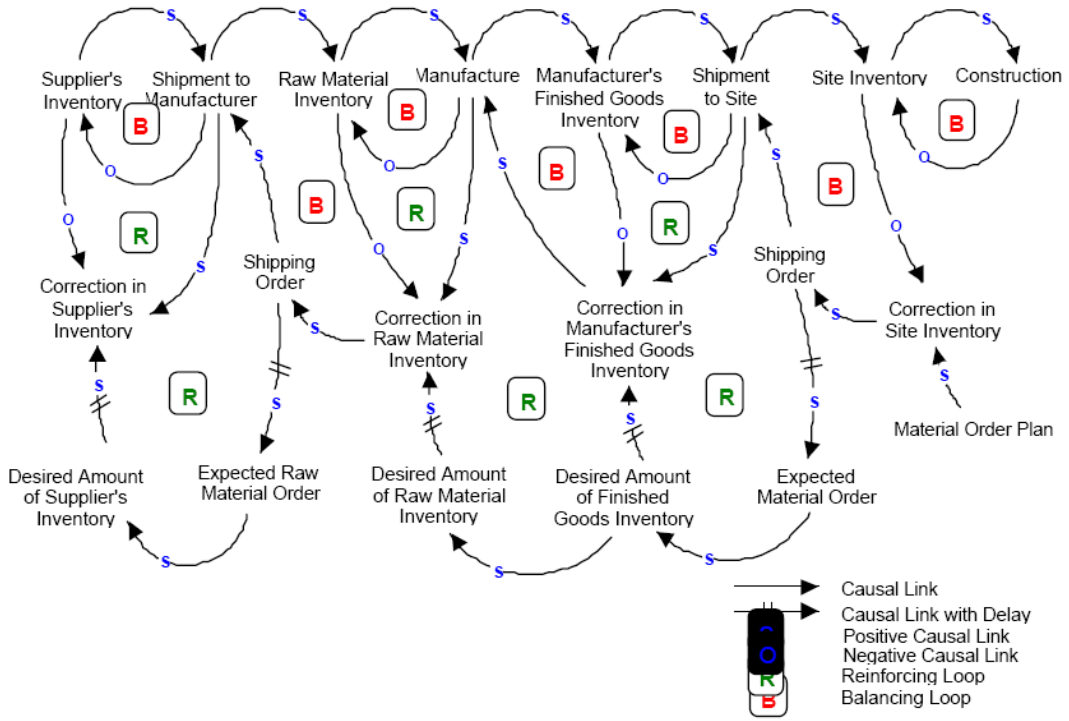 s
s
s
s
s
s
s
Supplier's
Inventory
Shipment to
Manufacturer
Raw Material
Inventory
Manufacture
Manufacturer's
Finished Goods
Inventory
Shipment
to Site
Site Inventory
Construction
B
B
B
B
O
O
O
O
s
s
s
B
B
B
R
R
R
O
O
O
O
s
s
s
Correction in
Supplier's
Inventory
Shipping
Order
Correction in
Raw Material
Inventory
Correction in
Manufacturer's
Finished Goods
Inventory
Shipping
Order
Correction in
Site Inventory
s
s
s
s
s
s
s
s
R
R
R
Material Order Plan
Desired Amount
of Supplier's
Inventory
Expected Raw
Material Order
Desired Amount
of Raw Material
Inventory
Desired Amount
of Finished
Goods Inventory
Expected
Material Order
s
s
s
Causal Link
Causal Link with Delay
Positive Causal Link
O Negative Causal Link
R Reinforcing Loop
B Balancing Loop